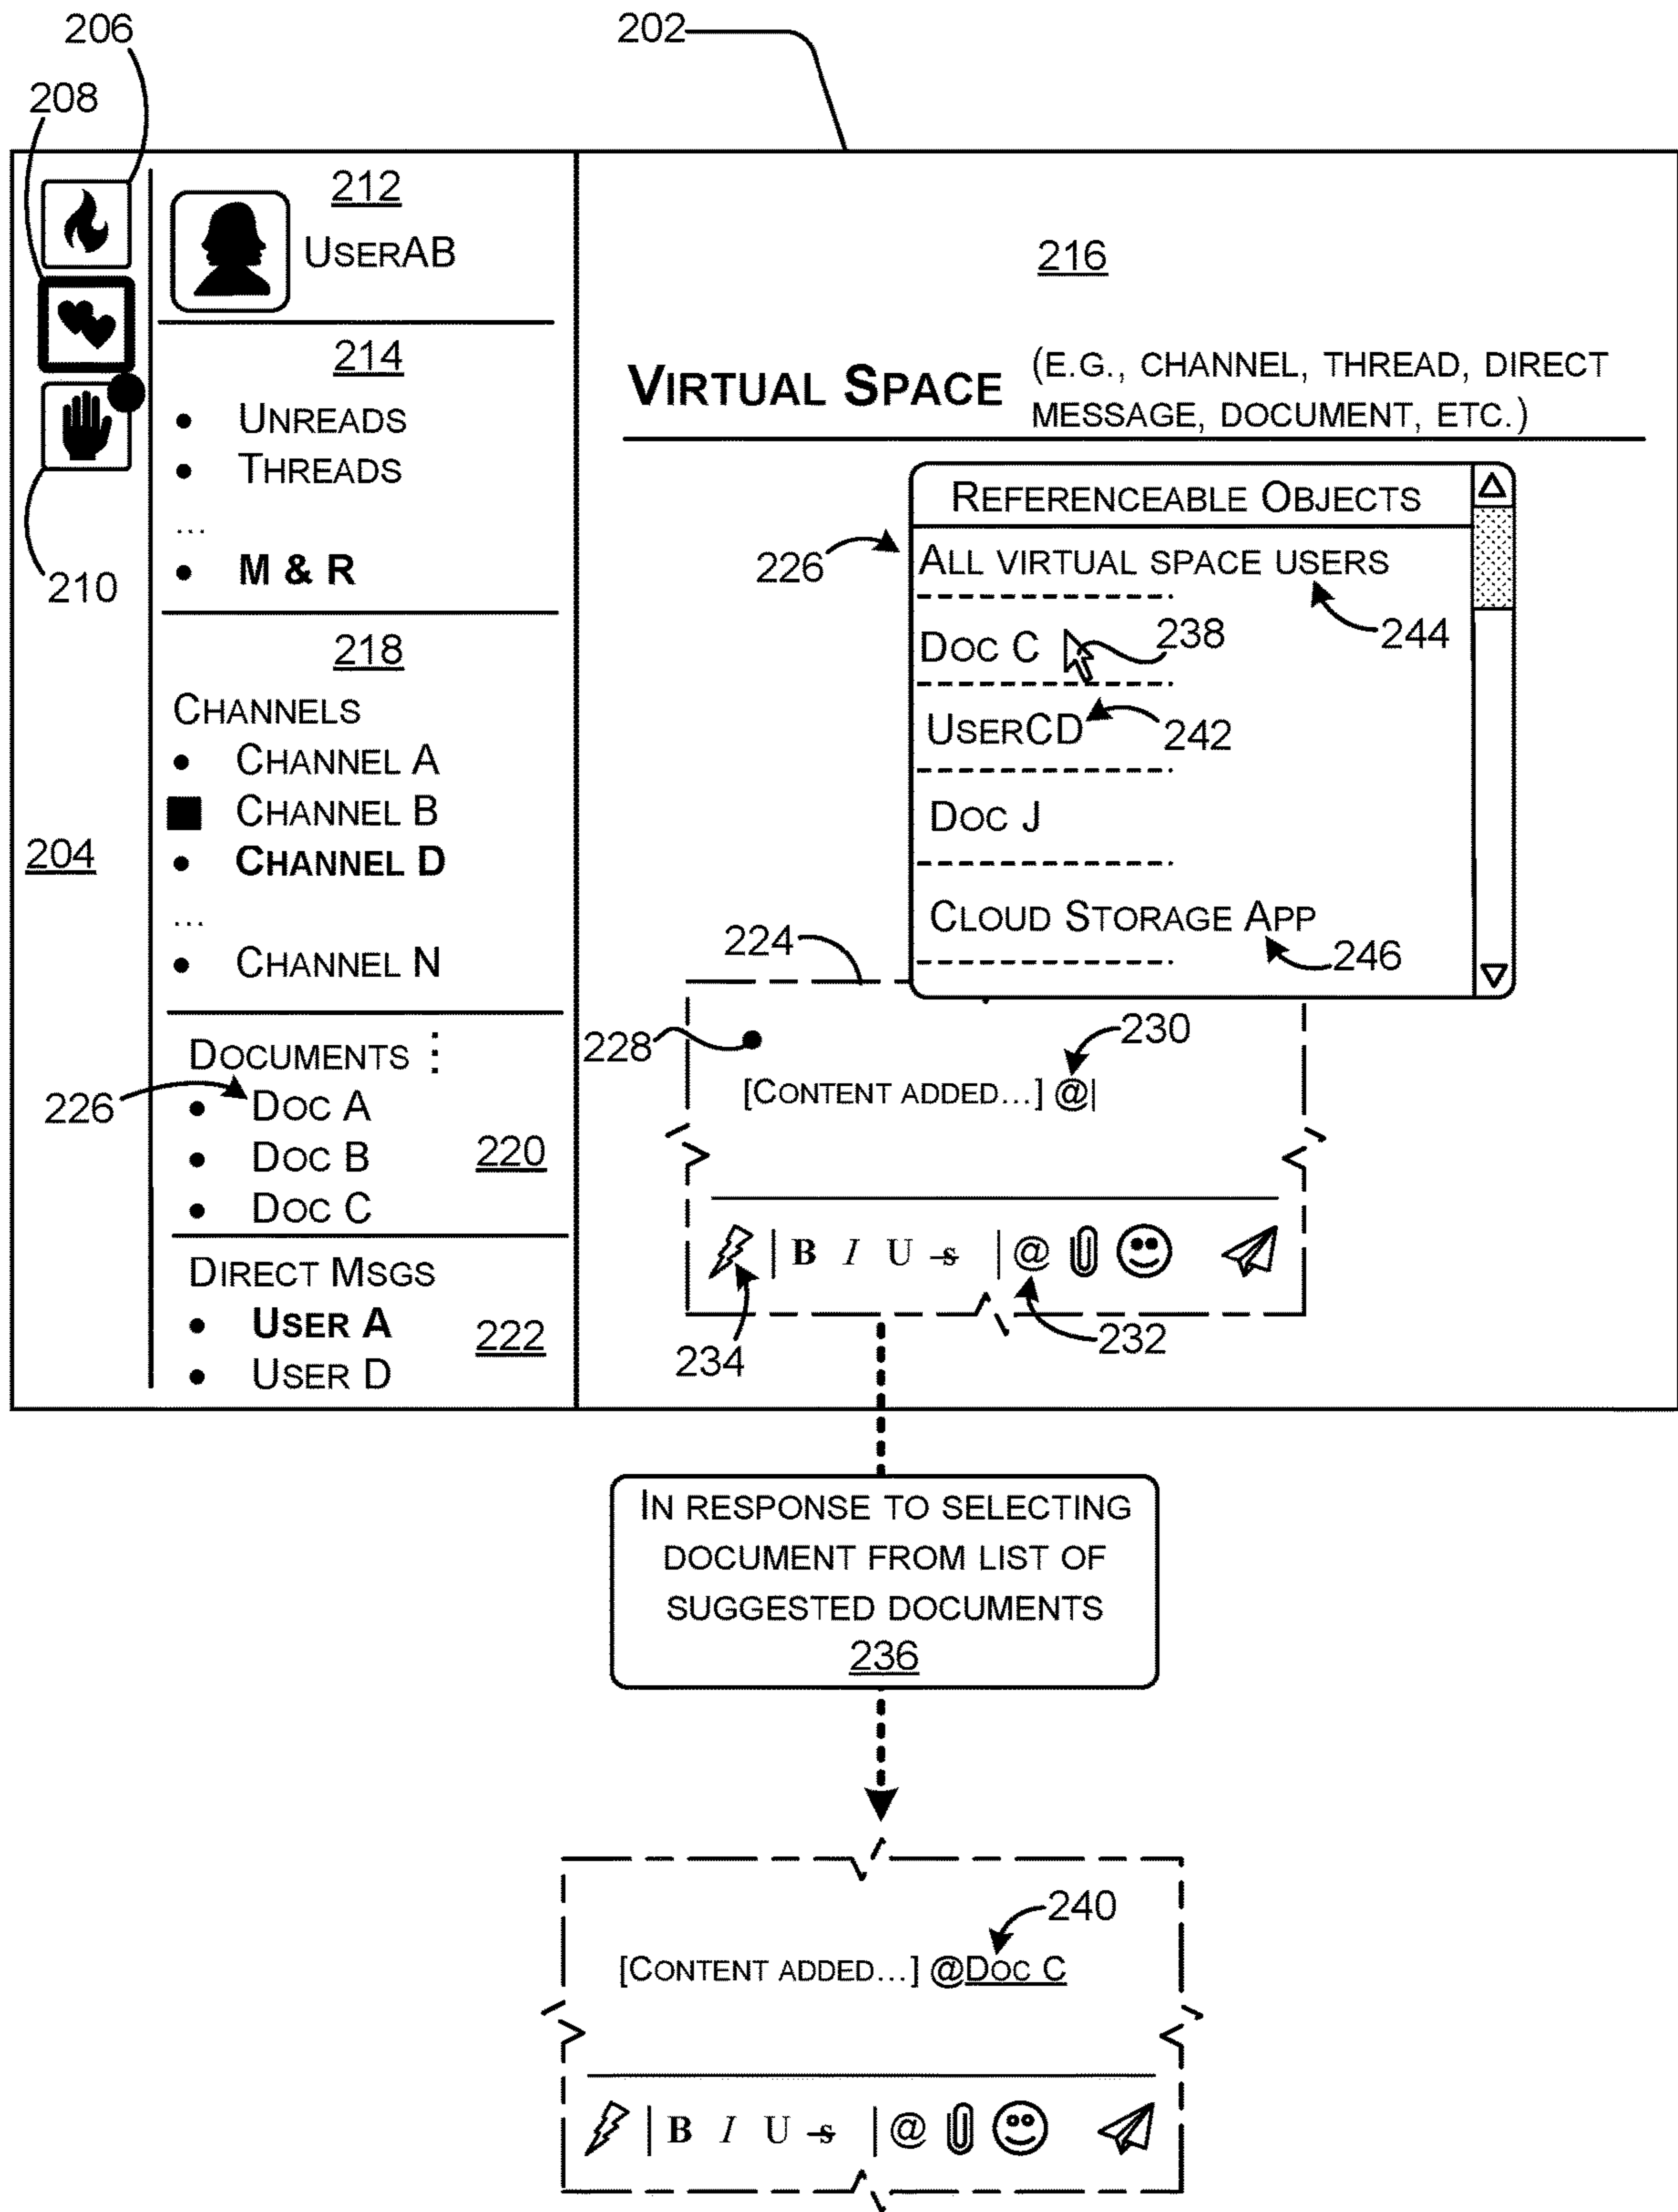 206
202
208
212
USERAB
216
214
VIRTUAL SPACE (E.G., CHANNEL, THREAD, DIRECT
MESSAGE, DOCUMENT, ETC.)
• UNREADS
• THREADS
...
• M & R
210
REFERENCEABLE OBJECTS
226
ALL VIRTUAL SPACE USERS
244
DOC C
238
USERCD
242
DOC J
CLOUD STORAGE APP
246
218
CHANNELS
• CHANNEL A
■ CHANNEL B
• CHANNEL D
...
• CHANNEL N
204
224
228
230
[CONTENT ADDED...] @|
DOCUMENTS ⋮
226
• DOC A
• DOC B
• DOC C
220
B I U S @
234
232
DIRECT MSGS
• USER A
• USER D
222
IN RESPONSE TO SELECTING
DOCUMENT FROM LIST OF
SUGGESTED DOCUMENTS
236
240
[CONTENT ADDED...] @DOC C
B I U S @